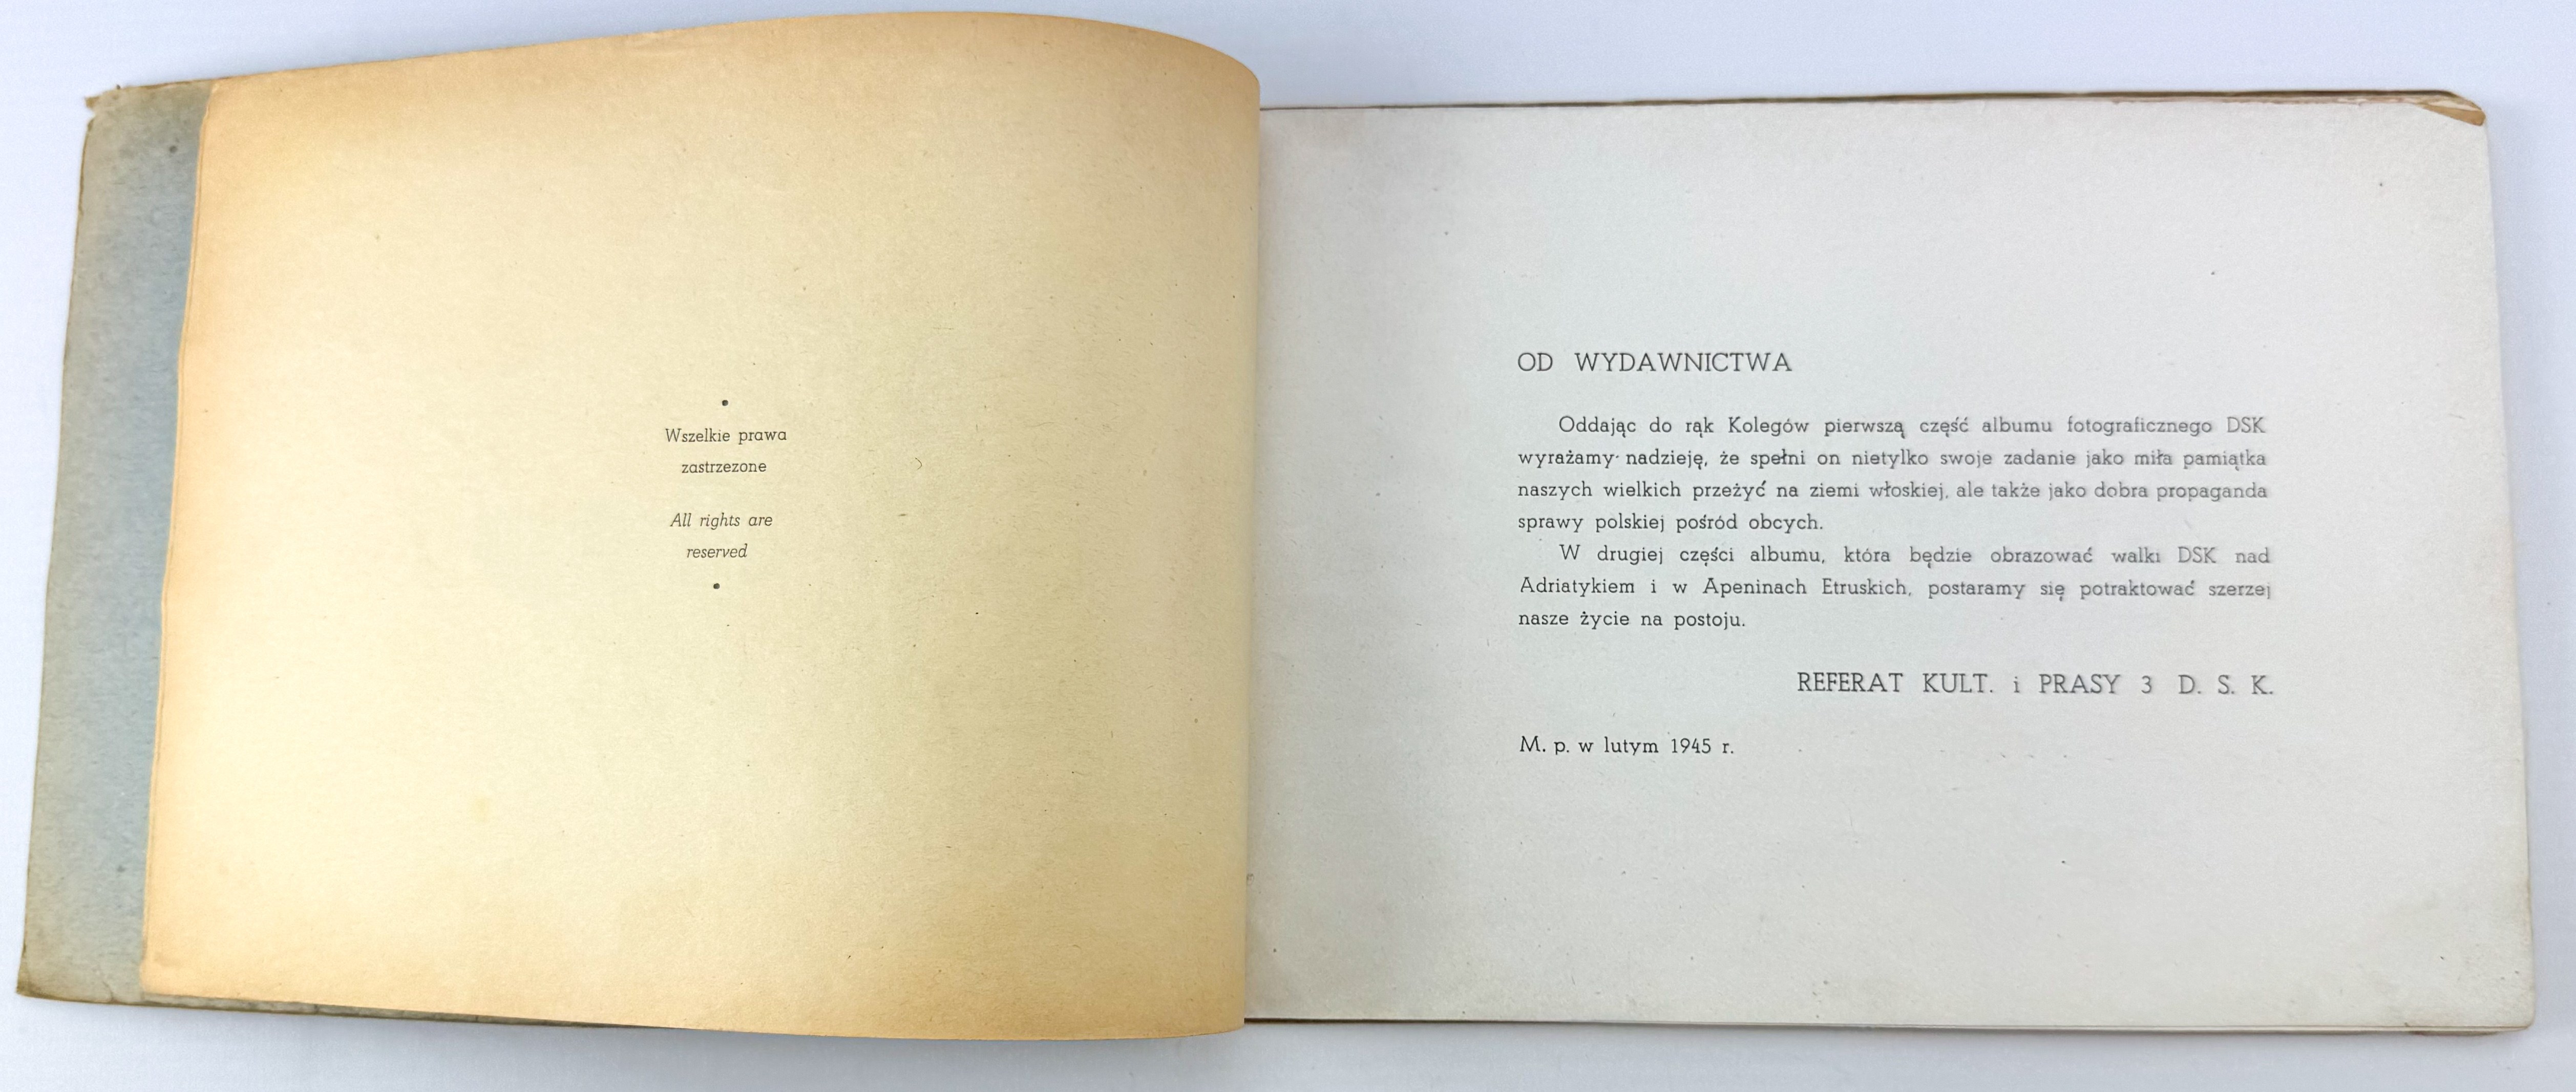 Wszelkie prawa
zastrzezone
All rights are
reserved
OD WYDAWNICTWA
Oddając do rąk Kolegów pierwszą część albumu fotograficznego DSK
wyrażamy nadzieję, że spełni on nietylko swoje zadanie jako miła pamiątka
naszych wielkich przeżyć na ziemi włoskiej, ale także jako dobra propaganda
sprawy polskiej pośród obcych.
W drugiej części albumu, która będzie obrazować walki DSK nad
Adriatykiem i w Apeninach Etruskich, postaramy się potraktować szerzej
nasze życie na postoju.
REFERAT KULT. i PRASY 3 D. S. K.
M. p. w lutym 1945 r.